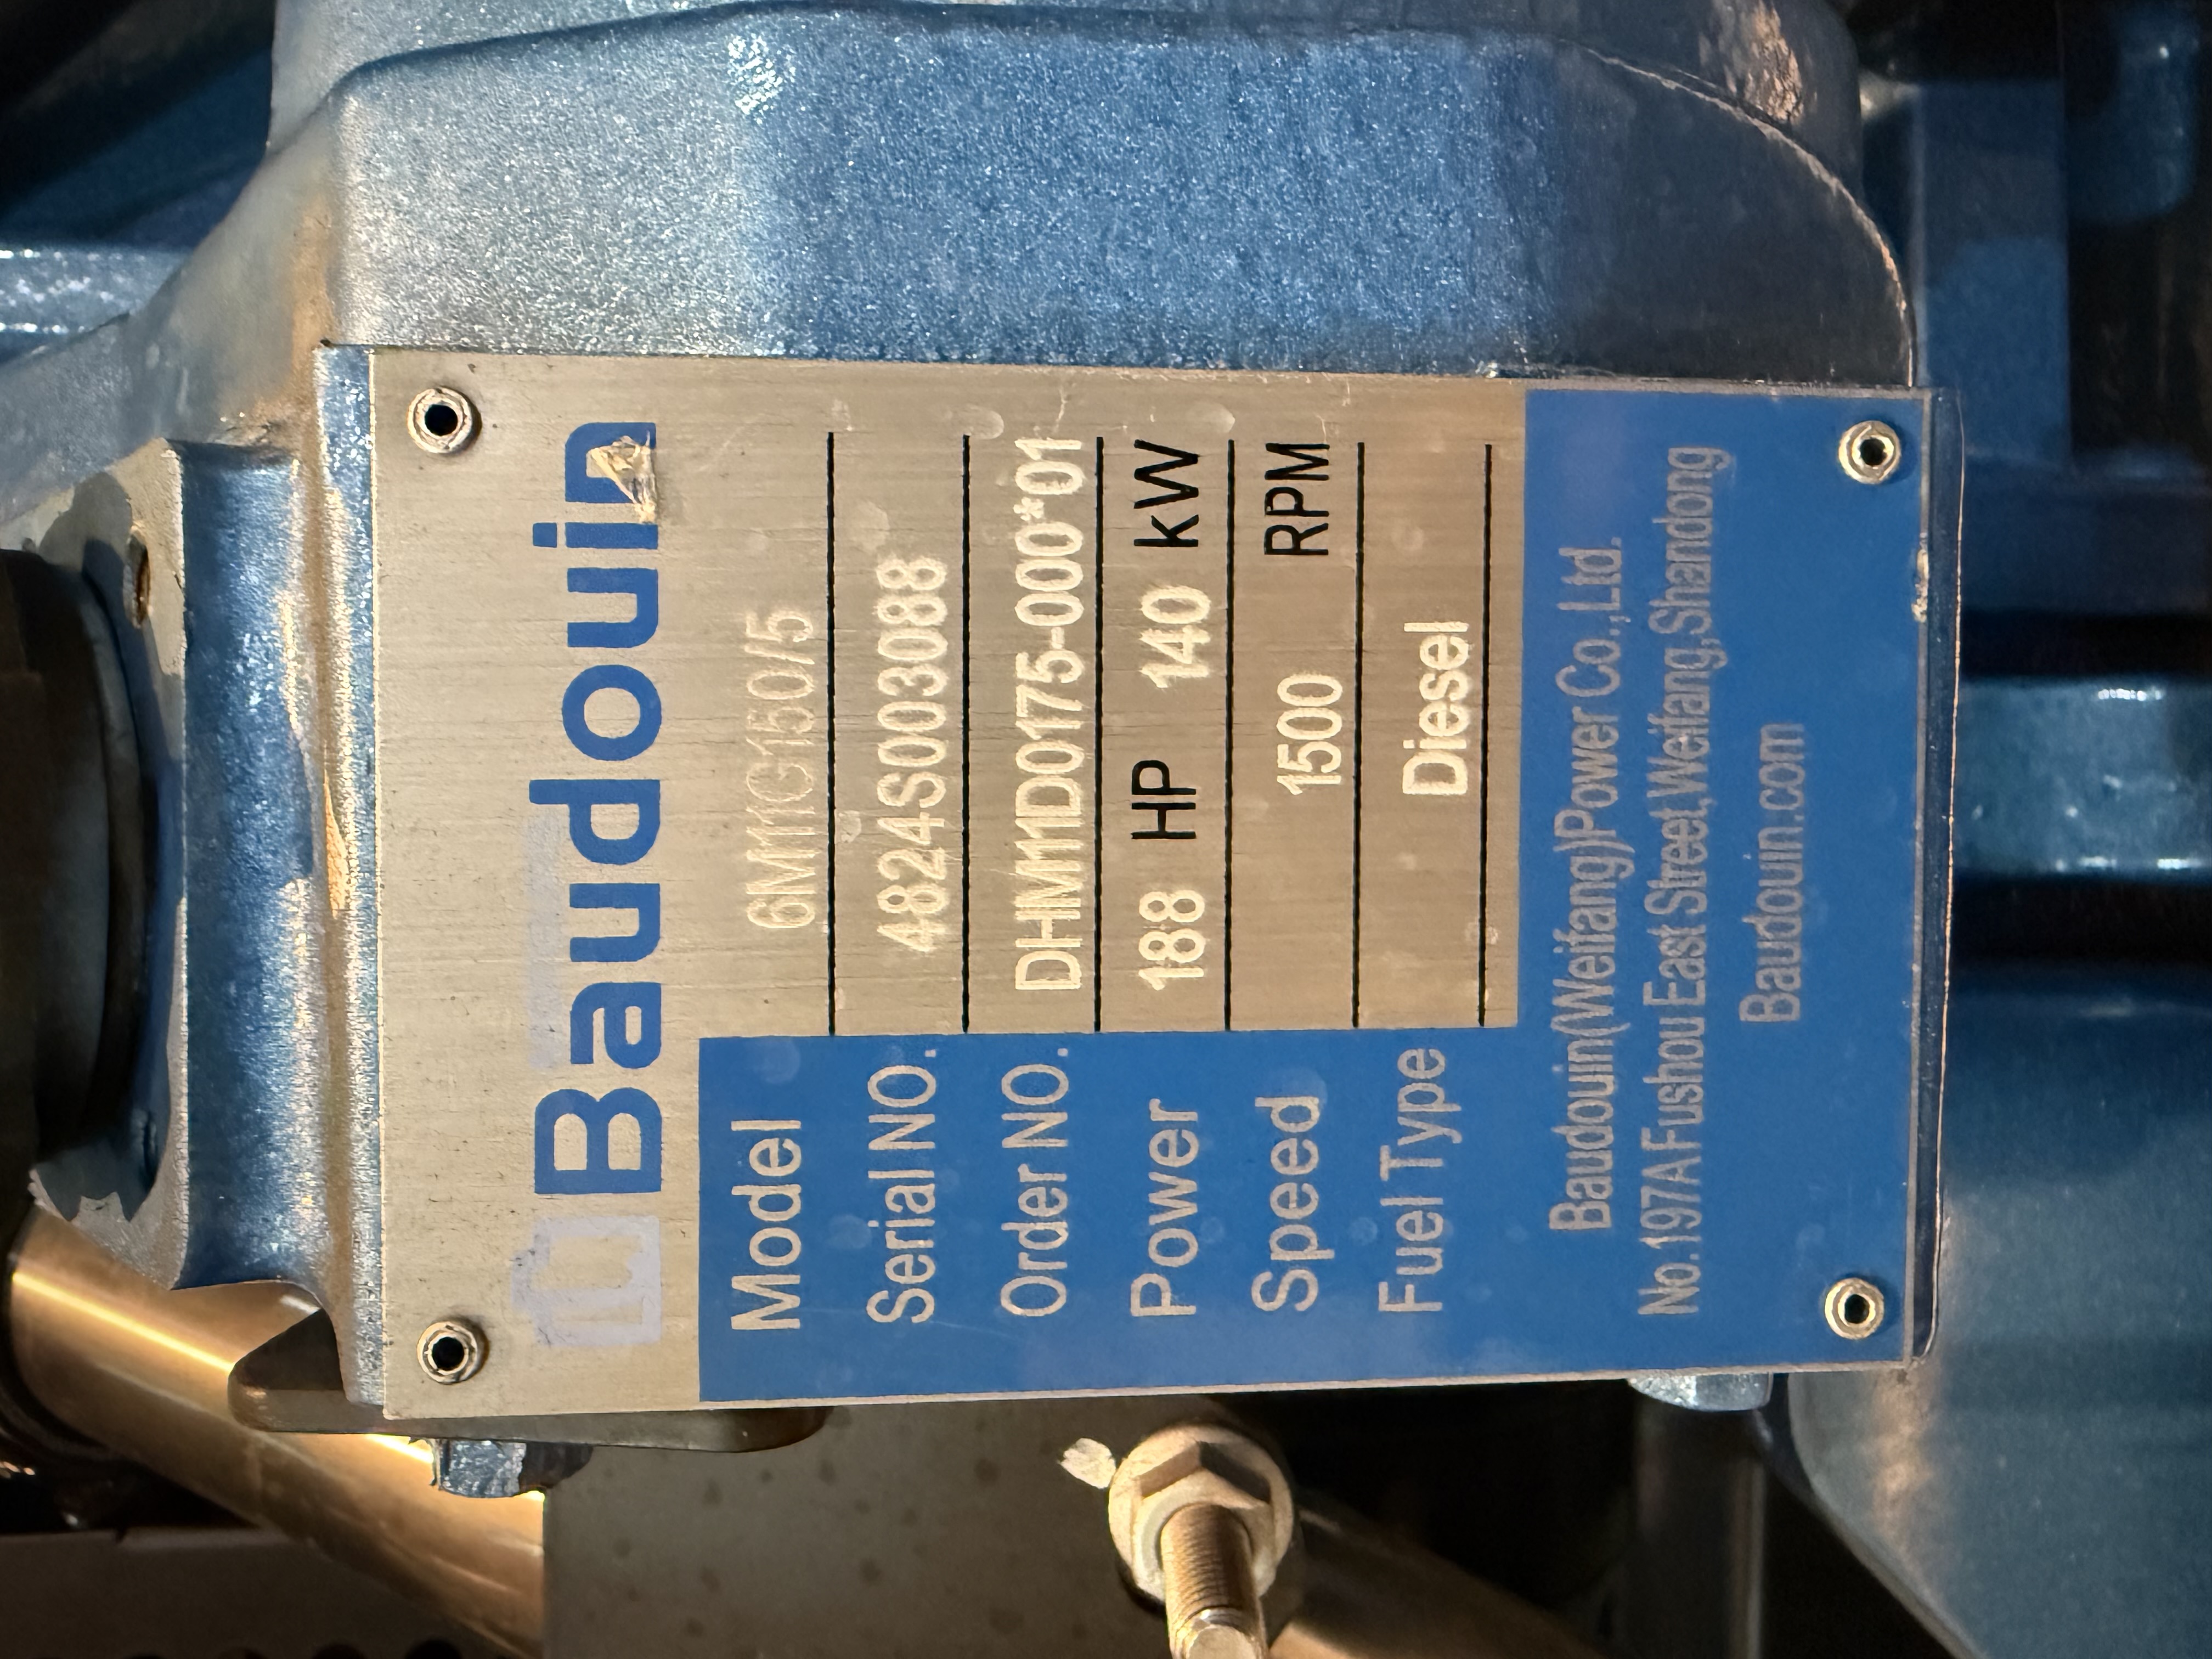 Baudouin
Model 6M11G150/5
Serial NO. 4824S003088
Order NO. DHM11D0175-000*01
Power 188 HP 140 kW
Speed 1500 RPM
Fuel Type Diesel
Baudouin(Weifang)Power Co.,Ltd.
No.197A Fushou East Street,Weifang,Shandong
Baudouin.com